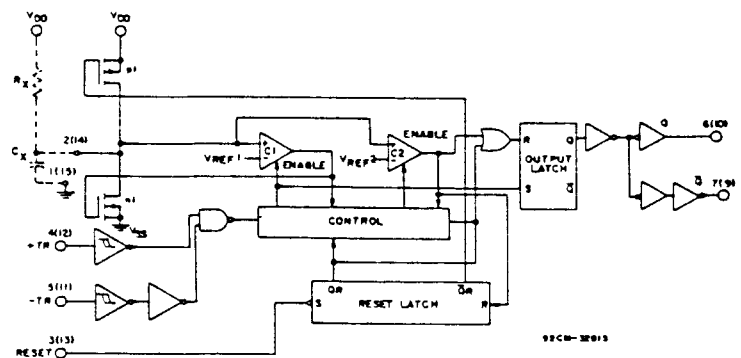 VDD
VDD
RX
p1
CX
2(14)
1(15)
n1
VSS
C1
VREF1
ENABLE
ENABLE
C2
VREF2
R
Q
OUTPUT
LATCH
S
Q̅
Q
6(10)
Q̅
7(9)
CONTROL
4(12)
+TR
5(11)
-TR
3(13)
RESET
QR
Q̅R
S
RESET LATCH
R
92CM-32913